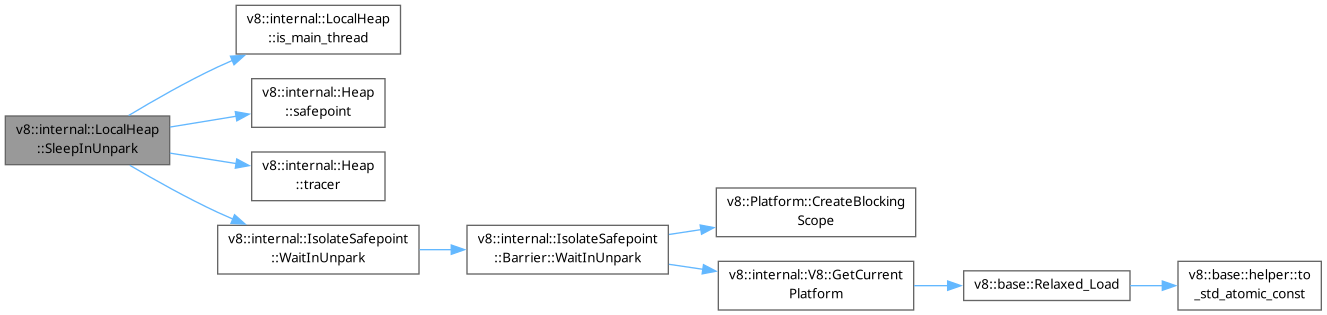 v8::internal::LocalHeap
::is_main_thread
v8::internal::Heap
::safepoint
v8::internal::LocalHeap
::SleepInUnpark
v8::internal::Heap
::tracer
v8::internal::IsolateSafepoint
::WaitInUnpark
v8::internal::IsolateSafepoint
::Barrier::WaitInUnpark
v8::Platform::CreateBlocking
Scope
v8::internal::V8::GetCurrent
Platform
v8::base::Relaxed_Load
v8::base::helper::to
_std_atomic_const